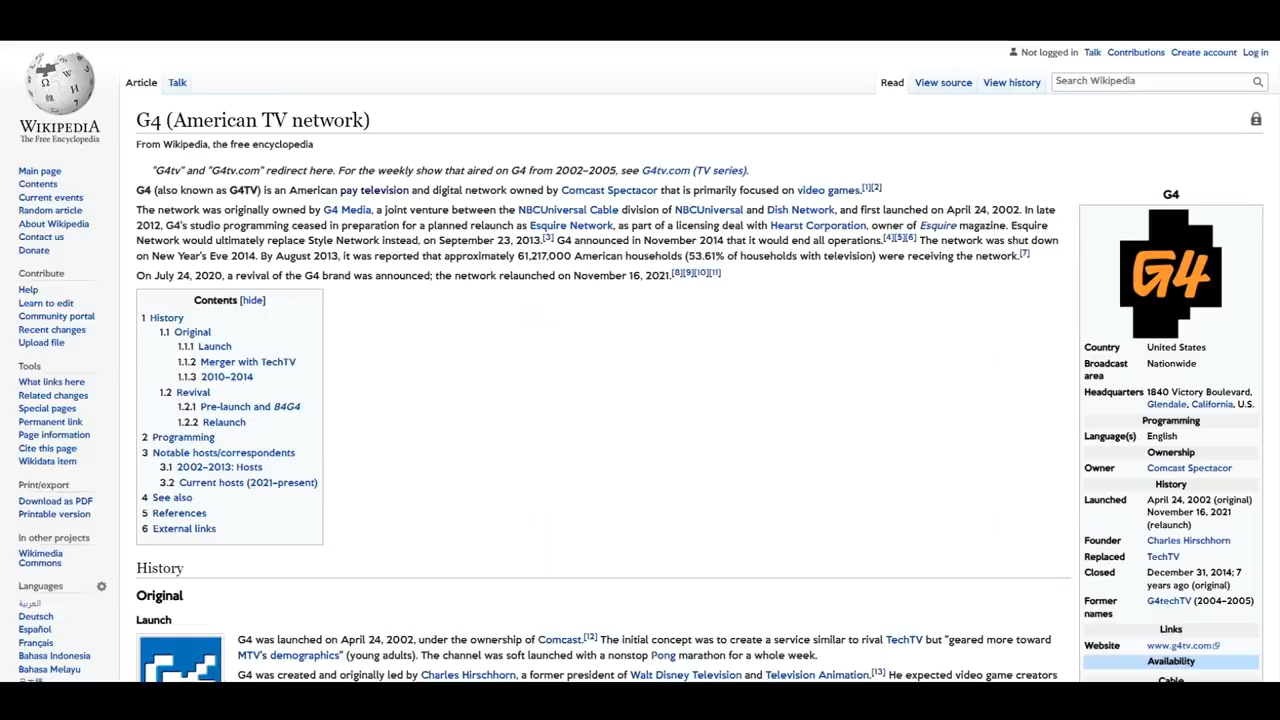 Not logged in Talk Contributions Create account Log in
Article Talk
Read View source View history Search Wikipedia
WIKIPEDIA
The Free Encyclopedia
Main page
Contents
Current events
Random article
About Wikipedia
Contact us
Donate
Contribute
Help
Learn to edit
Community portal
Recent changes
Upload file
Tools
What links here
Related changes
Special pages
Permanent link
Page information
Cite this page
Wikidata item
Print/export
Download as PDF
Printable version
In other projects
Wikimedia
Commons
Languages
العربية
Deutsch
Español
Français
Bahasa Indonesia
Bahasa Melayu
G4 (American TV network)
From Wikipedia, the free encyclopedia
"G4tv" and "G4tv.com" redirect here. For the weekly show that aired on G4 from 2002–2005, see G4tv.com (TV series).
G4 (also known as G4TV) is an American pay television and digital network owned by Comcast Spectacor that is primarily focused on video games.[1][2]
The network was originally owned by G4 Media, a joint venture between the NBCUniversal Cable division of NBCUniversal and Dish Network, and first launched on April 24, 2002. In late
2012, G4's studio programming ceased in preparation for a planned relaunch as Esquire Network, as part of a licensing deal with Hearst Corporation, owner of Esquire magazine. Esquire
Network would ultimately replace Style Network instead, on September 23, 2013.[3] G4 announced in November 2014 that it would end all operations.[4][5][6] The network was shut down
on New Year's Eve 2014. By August 2013, it was reported that approximately 61,217,000 American households (53.61% of households with television) were receiving the network.[7]
On July 24, 2020, a revival of the G4 brand was announced; the network relaunched on November 16, 2021.[8][9][10][11]
Contents [hide]
1 History
1.1 Original
1.1.1 Launch
1.1.2 Merger with TechTV
1.1.3 2010–2014
1.2 Revival
1.2.1 Pre-launch and B4G4
1.2.2 Relaunch
2 Programming
3 Notable hosts/correspondents
3.1 2002–2013: Hosts
3.2 Current hosts (2021–present)
4 See also
5 References
6 External links
History
Original
Launch
G4 was launched on April 24, 2002, under the ownership of Comcast.[12] The initial concept was to create a service similar to rival TechTV but "geared more toward
MTV's demographics" (young adults). The channel was soft launched with a nonstop Pong marathon for a whole week.
G4 was created and originally led by Charles Hirschhorn, a former president of Walt Disney Television and Television Animation.[13] He expected video game creators
G4
G4
Country United States
Broadcast area Nationwide
Headquarters 1840 Victory Boulevard,
Glendale, California, U.S.
Programming
Language(s) English
Ownership
Owner Comcast Spectacor
History
Launched April 24, 2002 (original)
November 16, 2021
(relaunch)
Founder Charles Hirschhorn
Replaced TechTV
Closed December 31, 2014; 7
years ago (original)
Former names G4techTV (2004–2005)
Links
Website www.g4tv.com
Availability
Cable